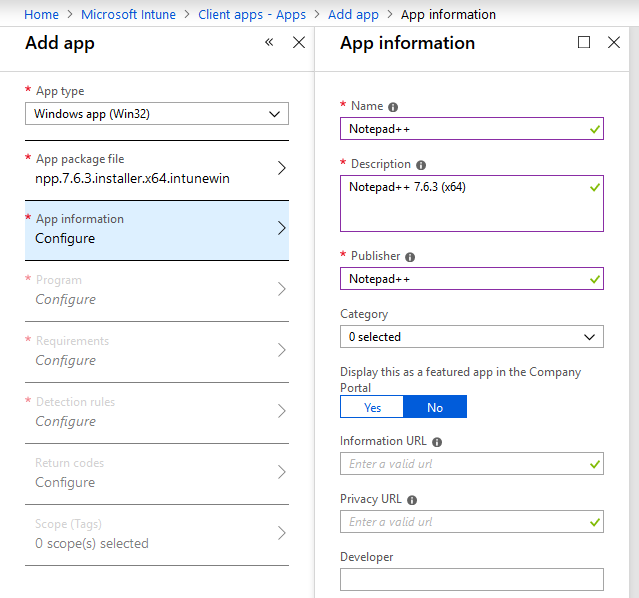 Home > Microsoft Intune > Client apps - Apps > Add app > App information
Add app
* App type
Windows app (Win32)
* App package file
npp.7.6.3.installer.x64.intunewin
* App information
Configure
* Program
Configure
* Requirements
Configure
* Detection rules
Configure
Return codes
Configure
Scope (Tags)
0 scope(s) selected
App information
* Name
Notepad++
* Description
Notepad++ 7.6.3 (x64)
* Publisher
Notepad++
Category
0 selected
Display this as a featured app in the Company
Portal
Yes No
Information URL
Enter a valid url
Privacy URL
Enter a valid url
Developer